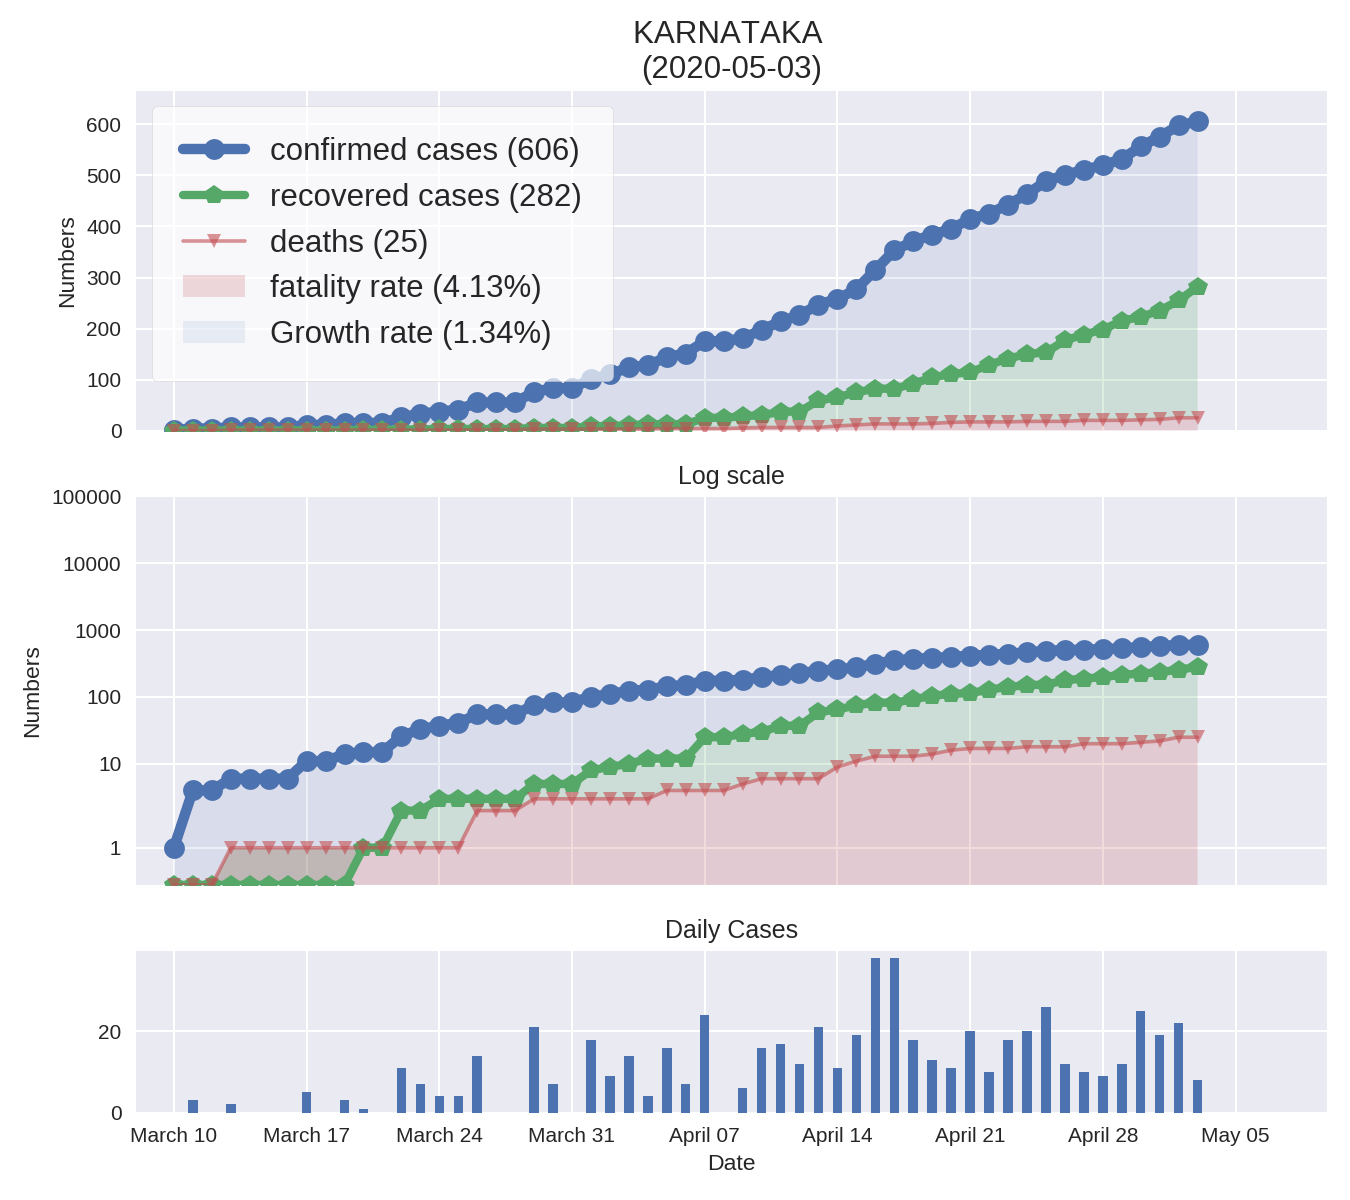 KARNATAKA
(2020-05-03)
600
500
400
300
200
100
0
Numbers
confirmed cases (606)
recovered cases (282)
deaths (25)
fatality rate (4.13%)
Growth rate (1.34%)
Log scale
100000
10000
1000
100
10
1
Numbers
Daily Cases
20
0
March 10 March 17 March 24 March 31 April 07 April 14 April 21 April 28 May 05
Date